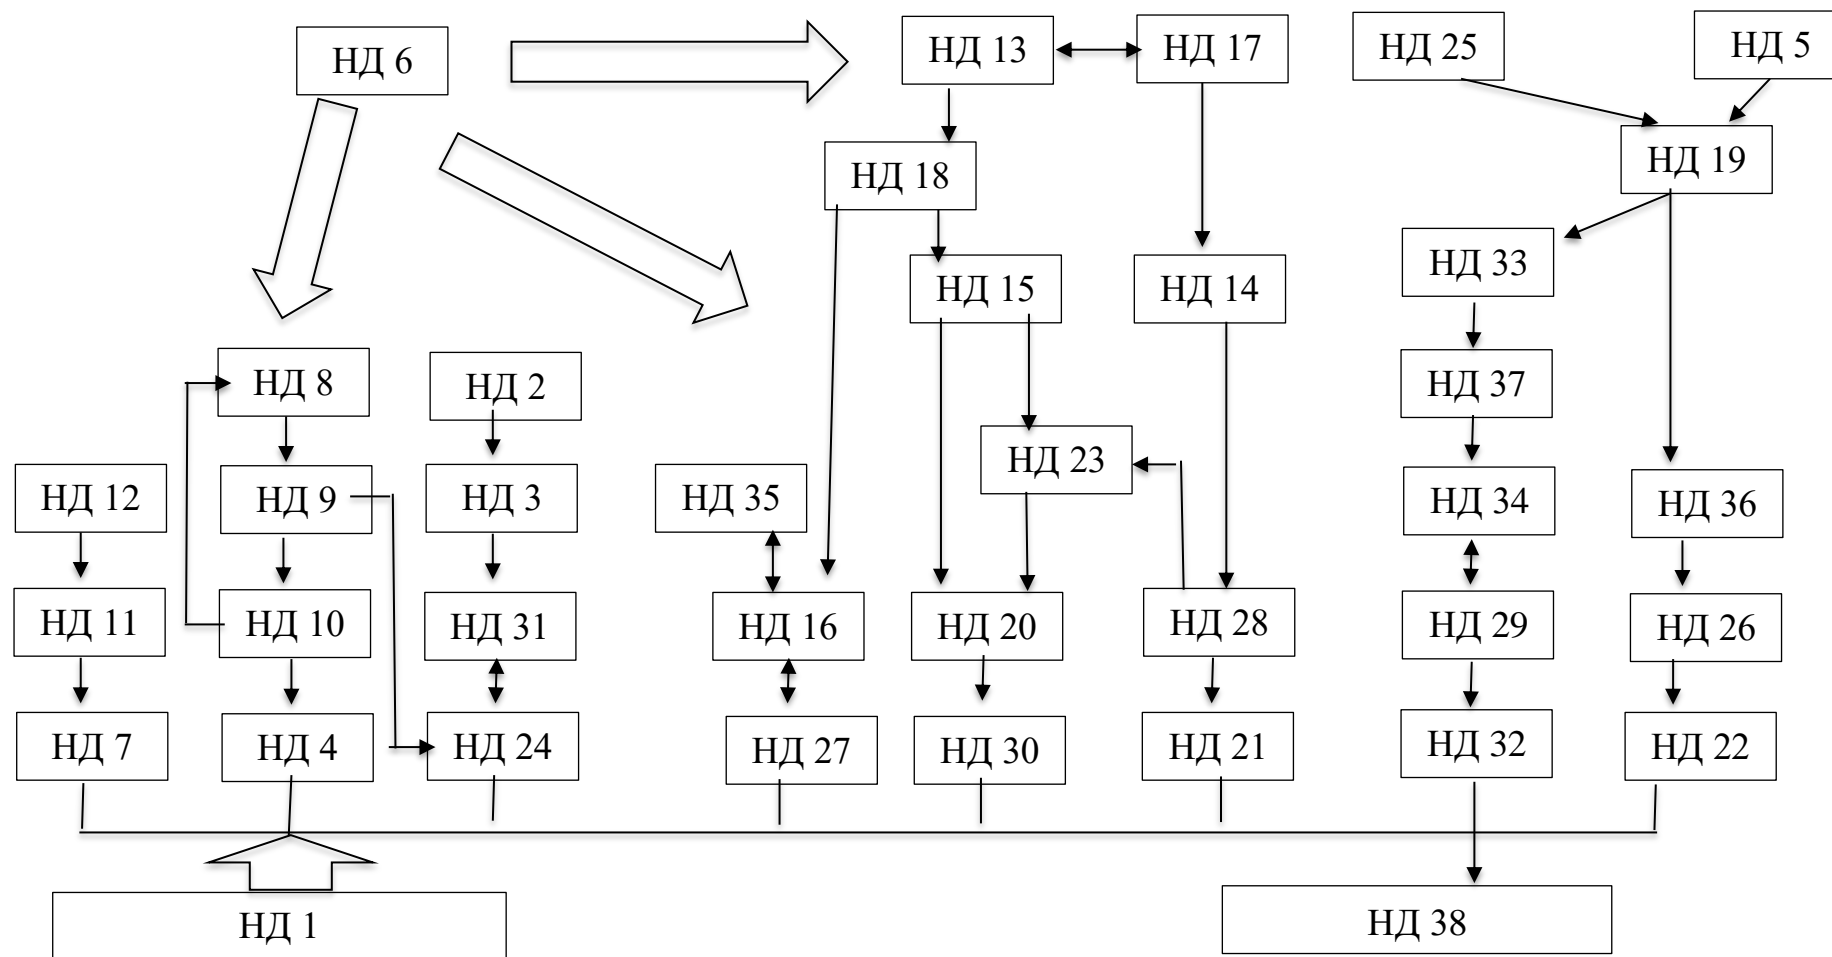 НД 6
НД 13
НД 17
НД 25
НД 5
НД 18
НД 19
НД 15
НД 14
НД 33
НД 8
НД 2
НД 37
НД 23
НД 12
НД 9
НД 3
НД 35
НД 34
НД 36
НД 11
НД 10
НД 31
НД 16
НД 20
НД 28
НД 29
НД 26
НД 7
НД 4
НД 24
НД 27
НД 30
НД 21
НД 32
НД 22
НД 1
НД 38